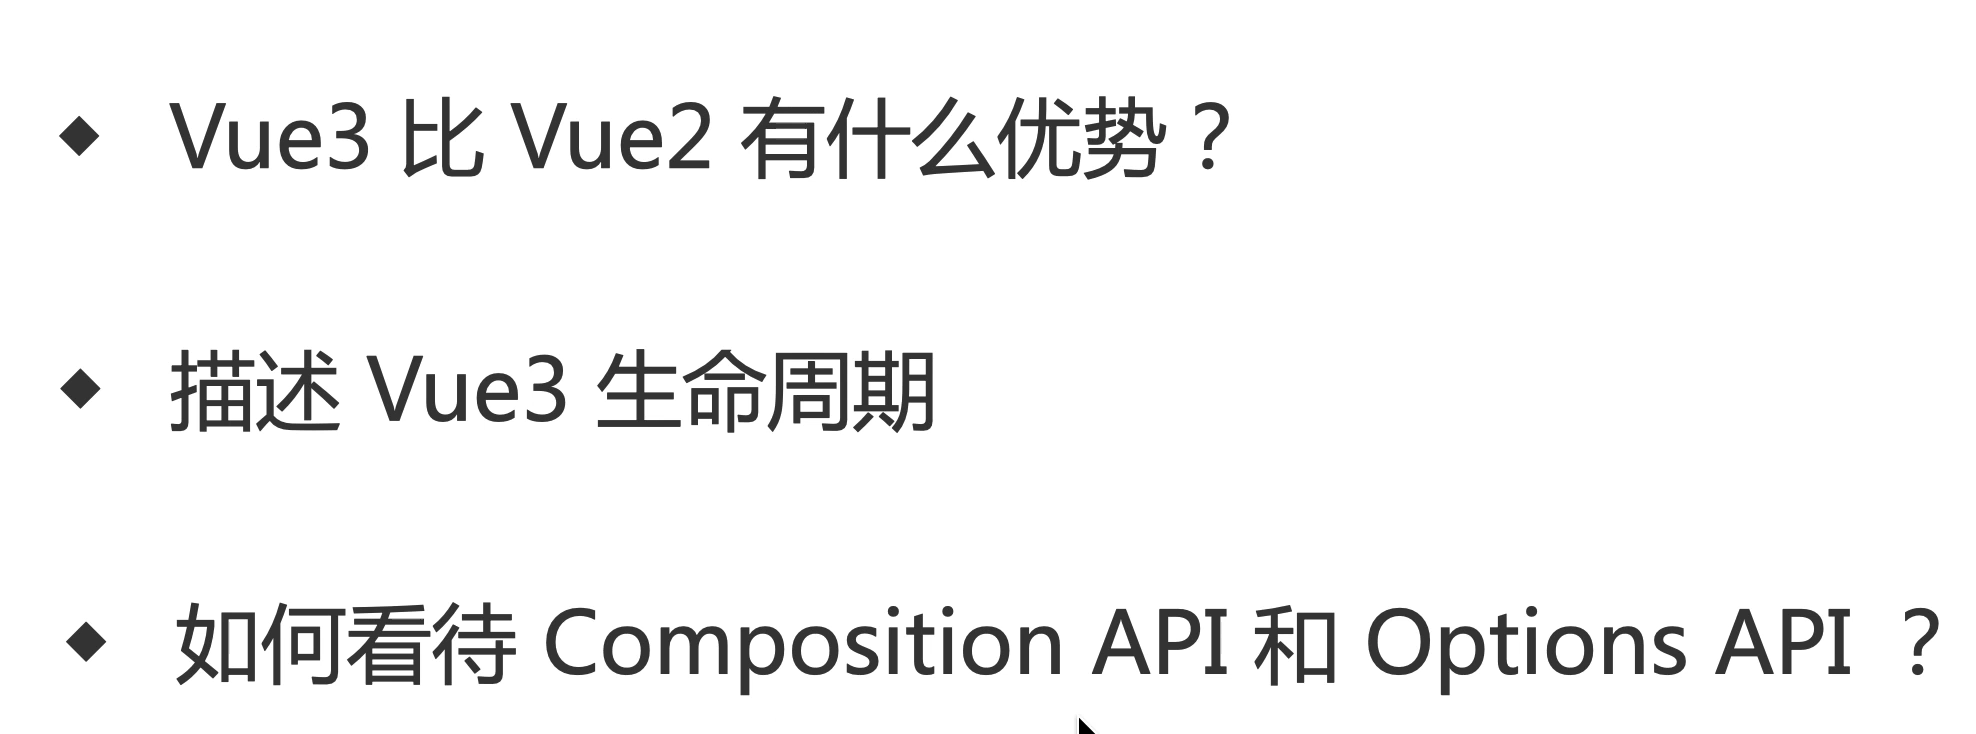 ◆ Vue3 比 Vue2 有什么优势？
◆ 描述 Vue3 生命周期
◆ 如何看待 Composition API 和 Options API ？